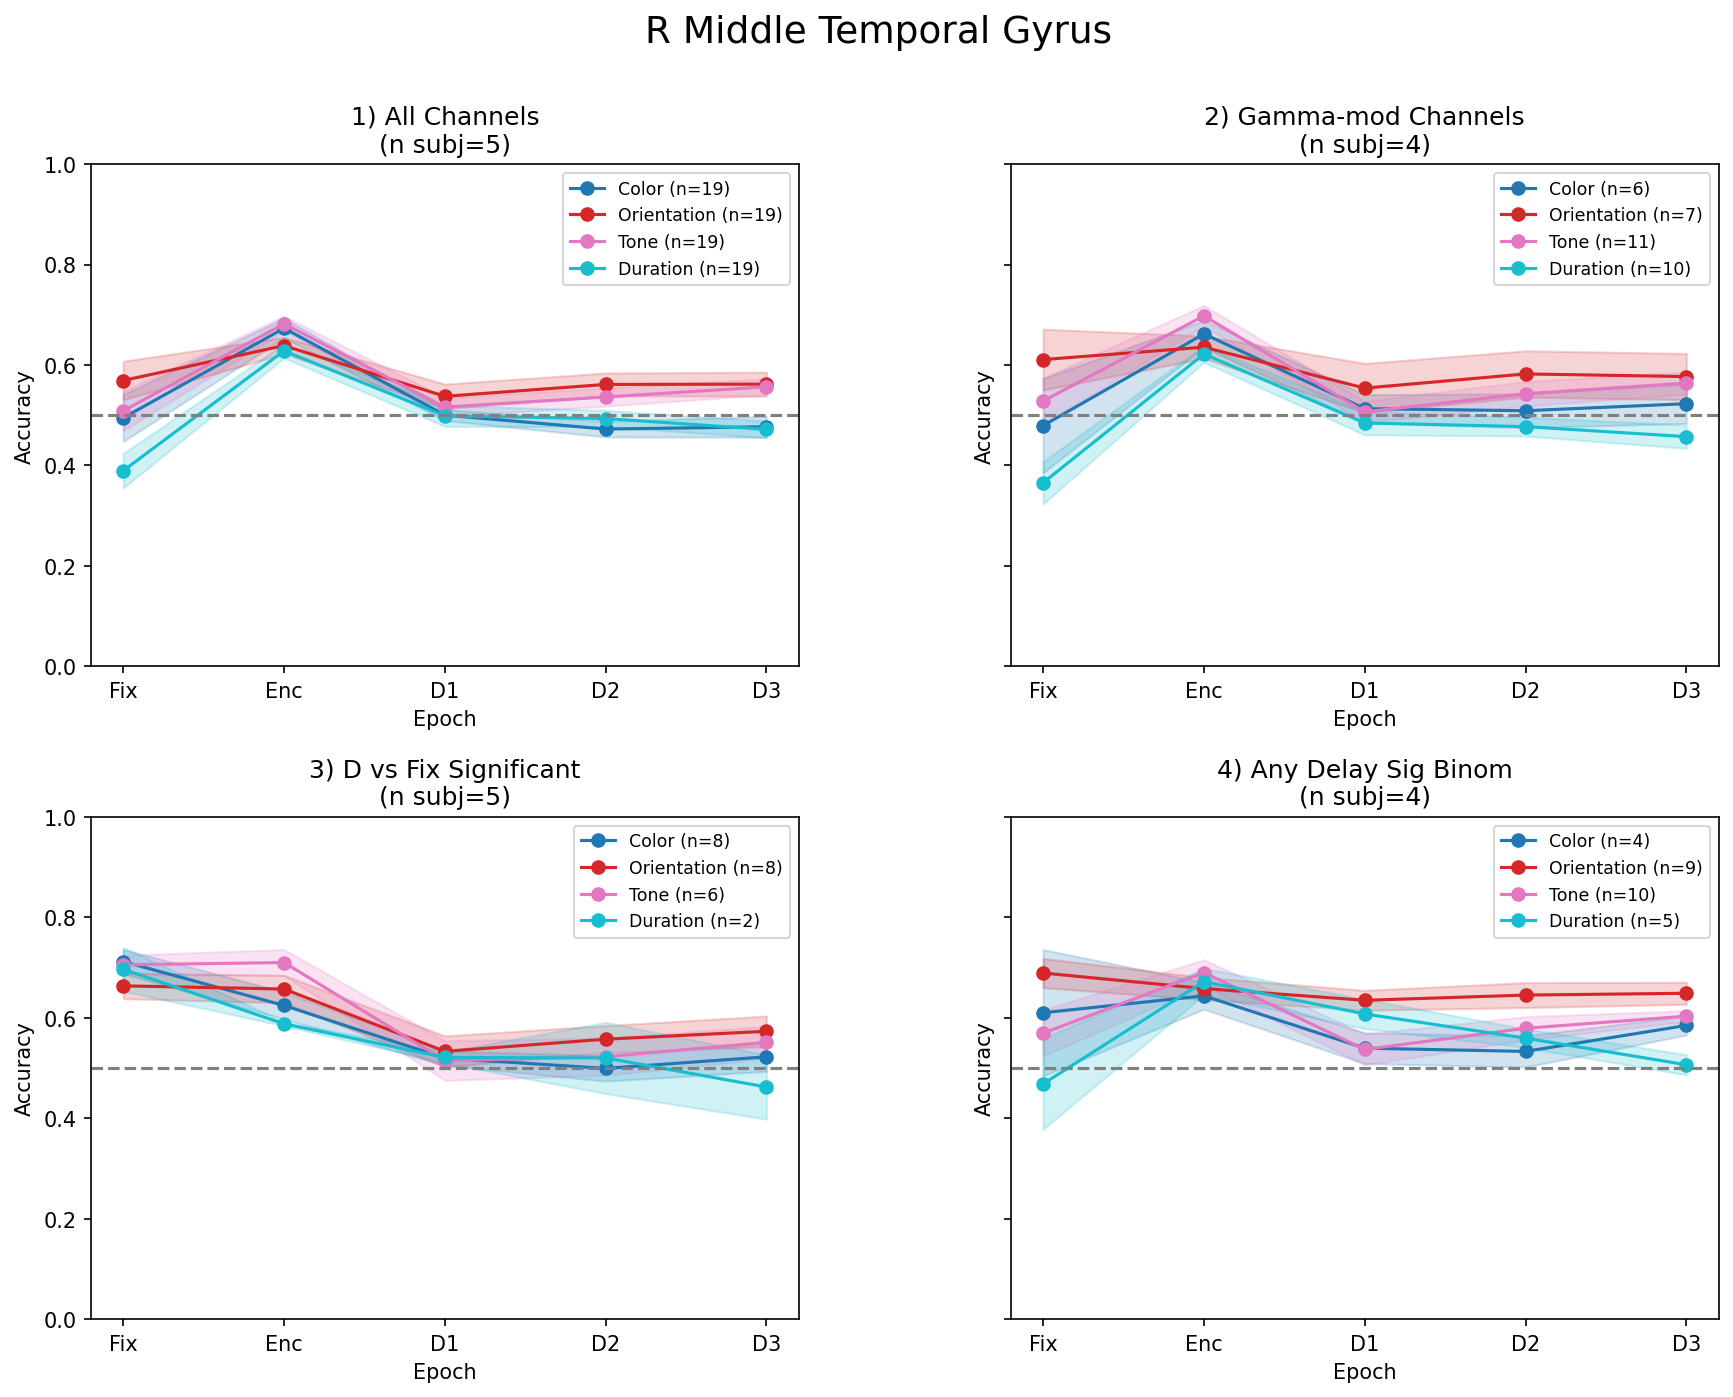 R Middle Temporal Gyrus
1) All Channels
(n subj=5)
Accuracy
1.0
0.8
0.6
0.4
0.2
0.0
Color (n=19)
Orientation (n=19)
Tone (n=19)
Duration (n=19)
Fix Enc D1 D2 D3
Epoch
2) Gamma-mod Channels
(n subj=4)
Accuracy
Color (n=6)
Orientation (n=7)
Tone (n=11)
Duration (n=10)
Fix Enc D1 D2 D3
Epoch
3) D vs Fix Significant
(n subj=5)
Accuracy
1.0
0.8
0.6
0.4
0.2
0.0
Color (n=8)
Orientation (n=8)
Tone (n=6)
Duration (n=2)
Fix Enc D1 D2 D3
Epoch
4) Any Delay Sig Binom
(n subj=4)
Accuracy
Color (n=4)
Orientation (n=9)
Tone (n=10)
Duration (n=5)
Fix Enc D1 D2 D3
Epoch